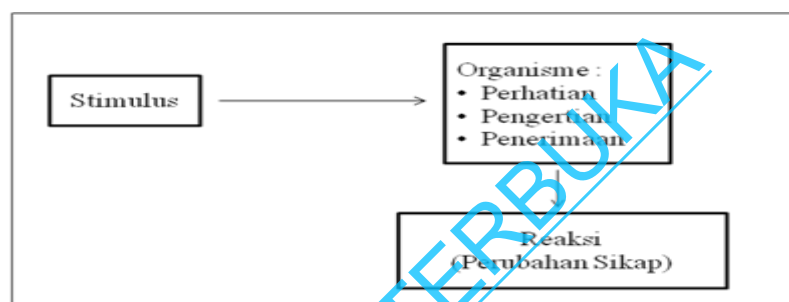 Stimulus
Organisme :
• Perhatian
• Pengertian
• Penerimaan
Reaksi
(Perubahan Sikap)
TERBUKA